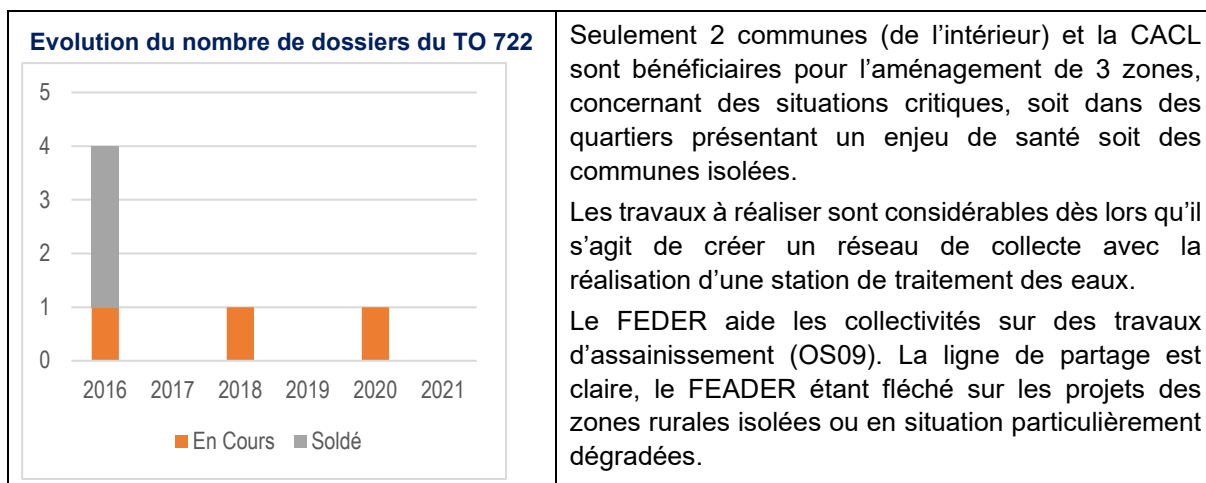 Evolution du nombre de dossiers du TO 722
5
4
3
2
1
0
2016 2017 2018 2019 2020 2021
En Cours Soldé
Seulement 2 communes (de l’intérieur) et la CACL
sont bénéficiaires pour l’aménagement de 3 zones,
concernant des situations critiques, soit dans des
quartiers présentant un enjeu de santé soit des
communes isolées.
Les travaux à réaliser sont considérables dès lors qu’il
s’agit de créer un réseau de collecte avec la
réalisation d’une station de traitement des eaux.
Le FEDER aide les collectivités sur des travaux
d’assainissement (OS09). La ligne de partage est
claire, le FEADER étant fléché sur les projets des
zones rurales isolées ou en situation particulièrement
dégradées.